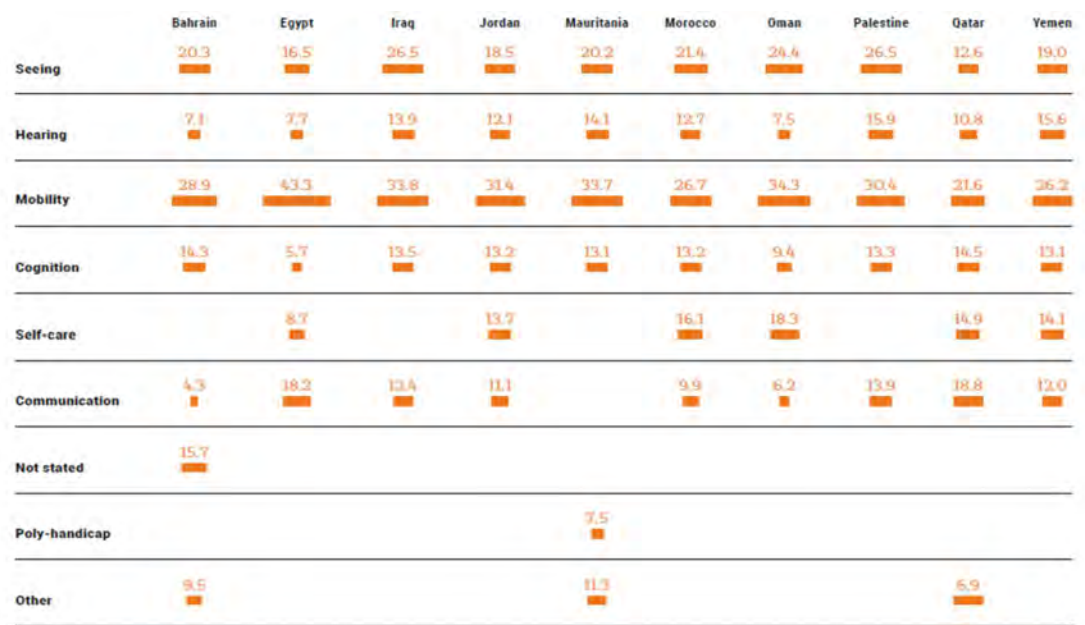 Bahrain Egypt Iraq Jordan Mauritania Morocco Oman Palestine Qatar Yemen
Seeing 20.3 16.5 26.5 18.5 20.2 21.4 24.4 26.5 12.6 19.0
Hearing 7.1 7.7 13.9 12.1 14.1 12.7 7.5 15.9 10.8 15.6
Mobility 28.9 43.3 33.8 31.4 33.7 26.7 34.3 30.4 21.6 26.2
Cognition 14.3 5.7 13.5 13.2 13.1 13.2 9.4 13.3 14.5 13.1
Self-care 8.7 13.7 16.1 18.3 14.9 14.1
Communication 4.3 18.2 12.4 11.1 9.9 6.2 13.9 18.8 12.0
Not stated 15.7
Poly-handicap 7.5
Other 9.5 11.3 6.9